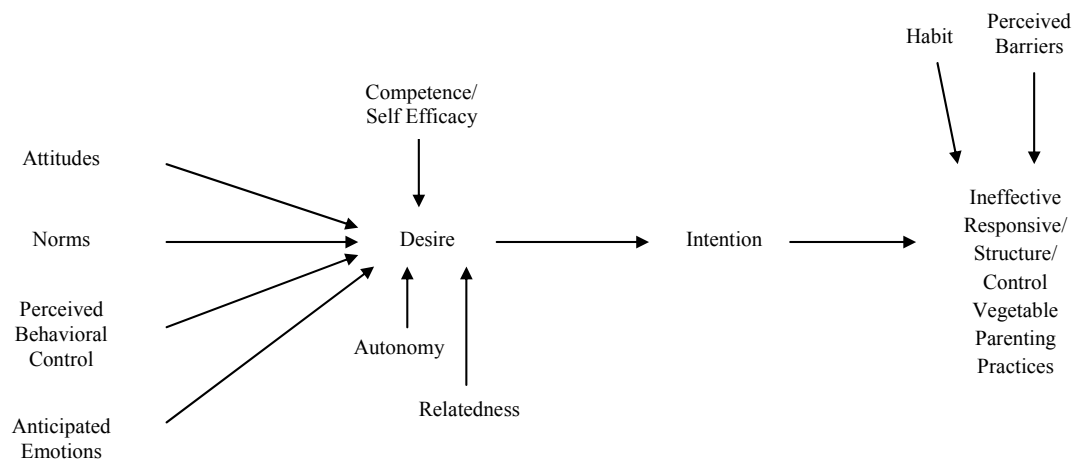 Habit
Perceived
Barriers
Competence/
Self Efficacy
Attitudes
Norms
Desire
Intention
Ineffective
Responsive/
Structure/
Control
Vegetable
Parenting
Practices
Perceived
Behavioral
Control
Autonomy
Relatedness
Anticipated
Emotions